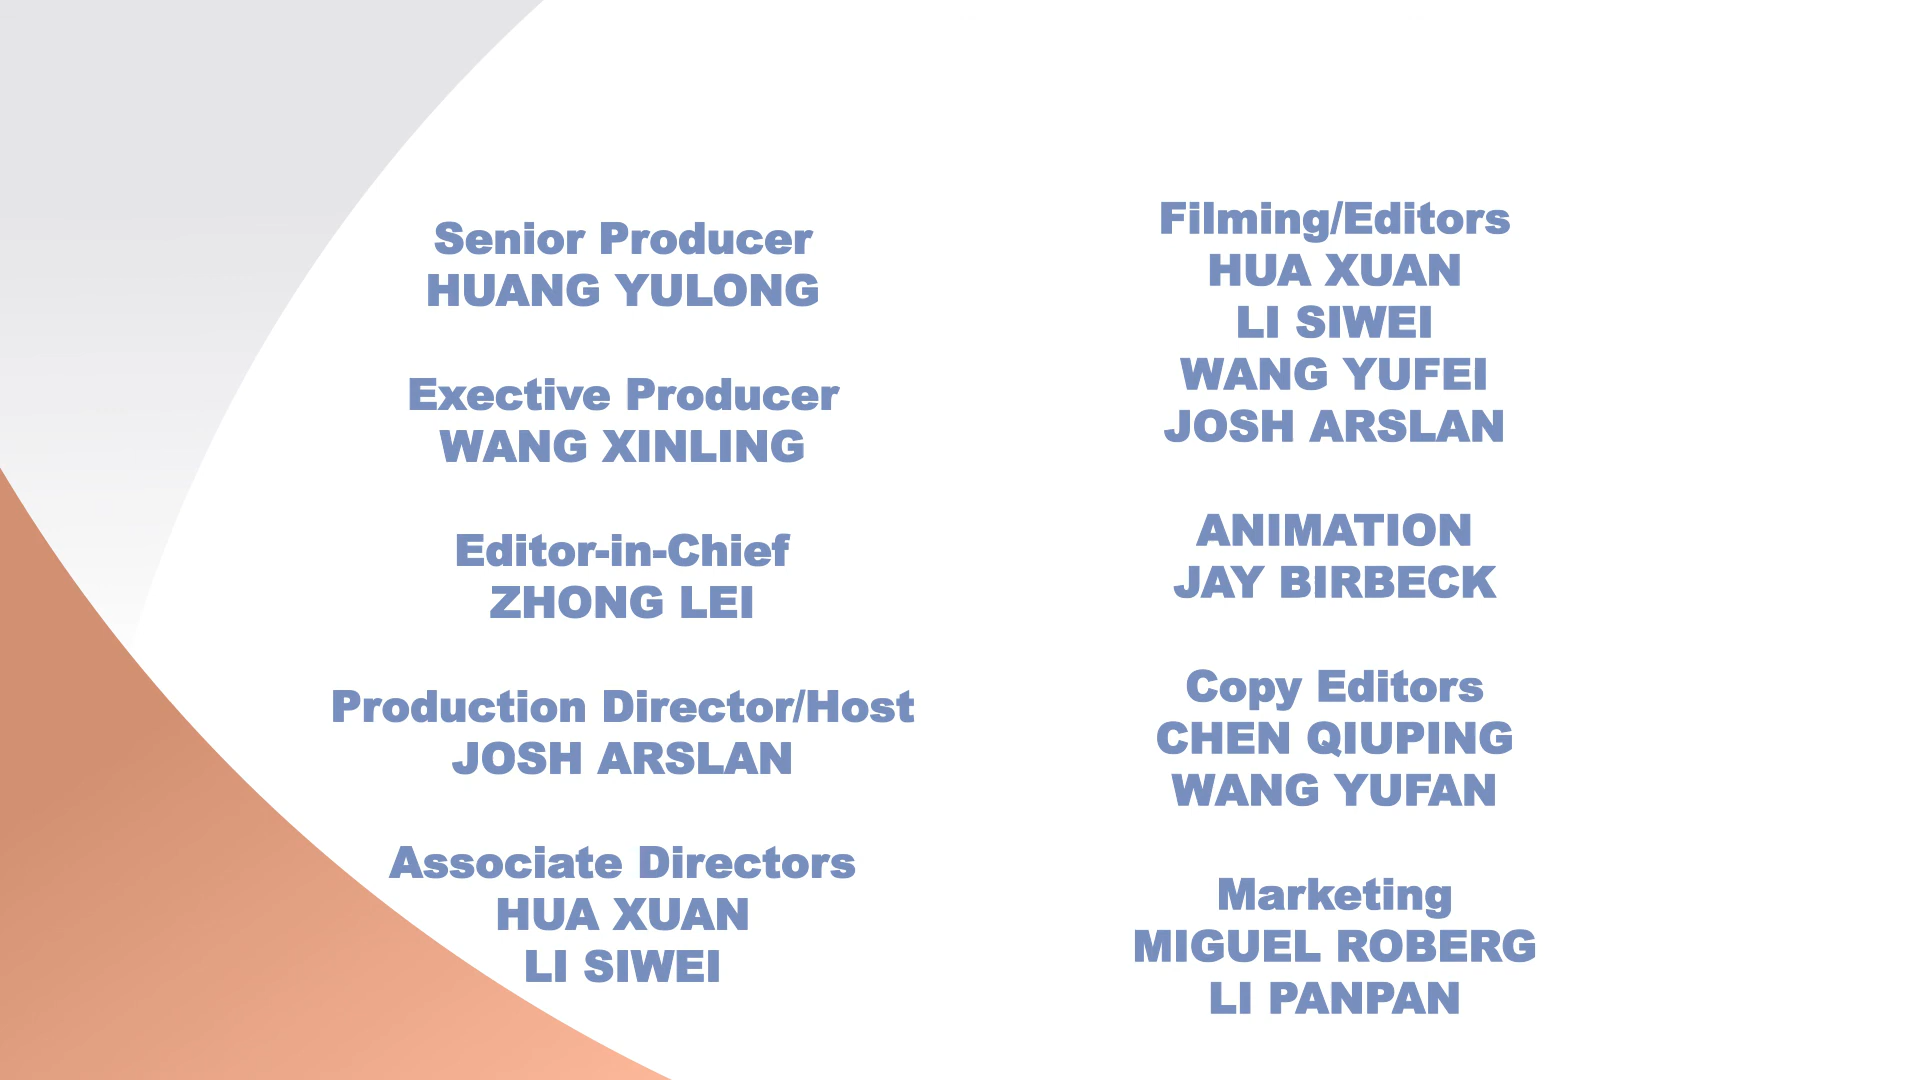 Senior Producer
HUANG YULONG
Exective Producer
WANG XINLING
Editor-in-Chief
ZHONG LEI
Production Director/Host
JOSH ARSLAN
Associate Directors
HUA XUAN
LI SIWEI
Filming/Editors
HUA XUAN
LI SIWEI
WANG YUFEI
JOSH ARSLAN
ANIMATION
JAY BIRBECK
Copy Editors
CHEN QIUPING
WANG YUFAN
Marketing
MIGUEL ROBERG
LI PANPAN